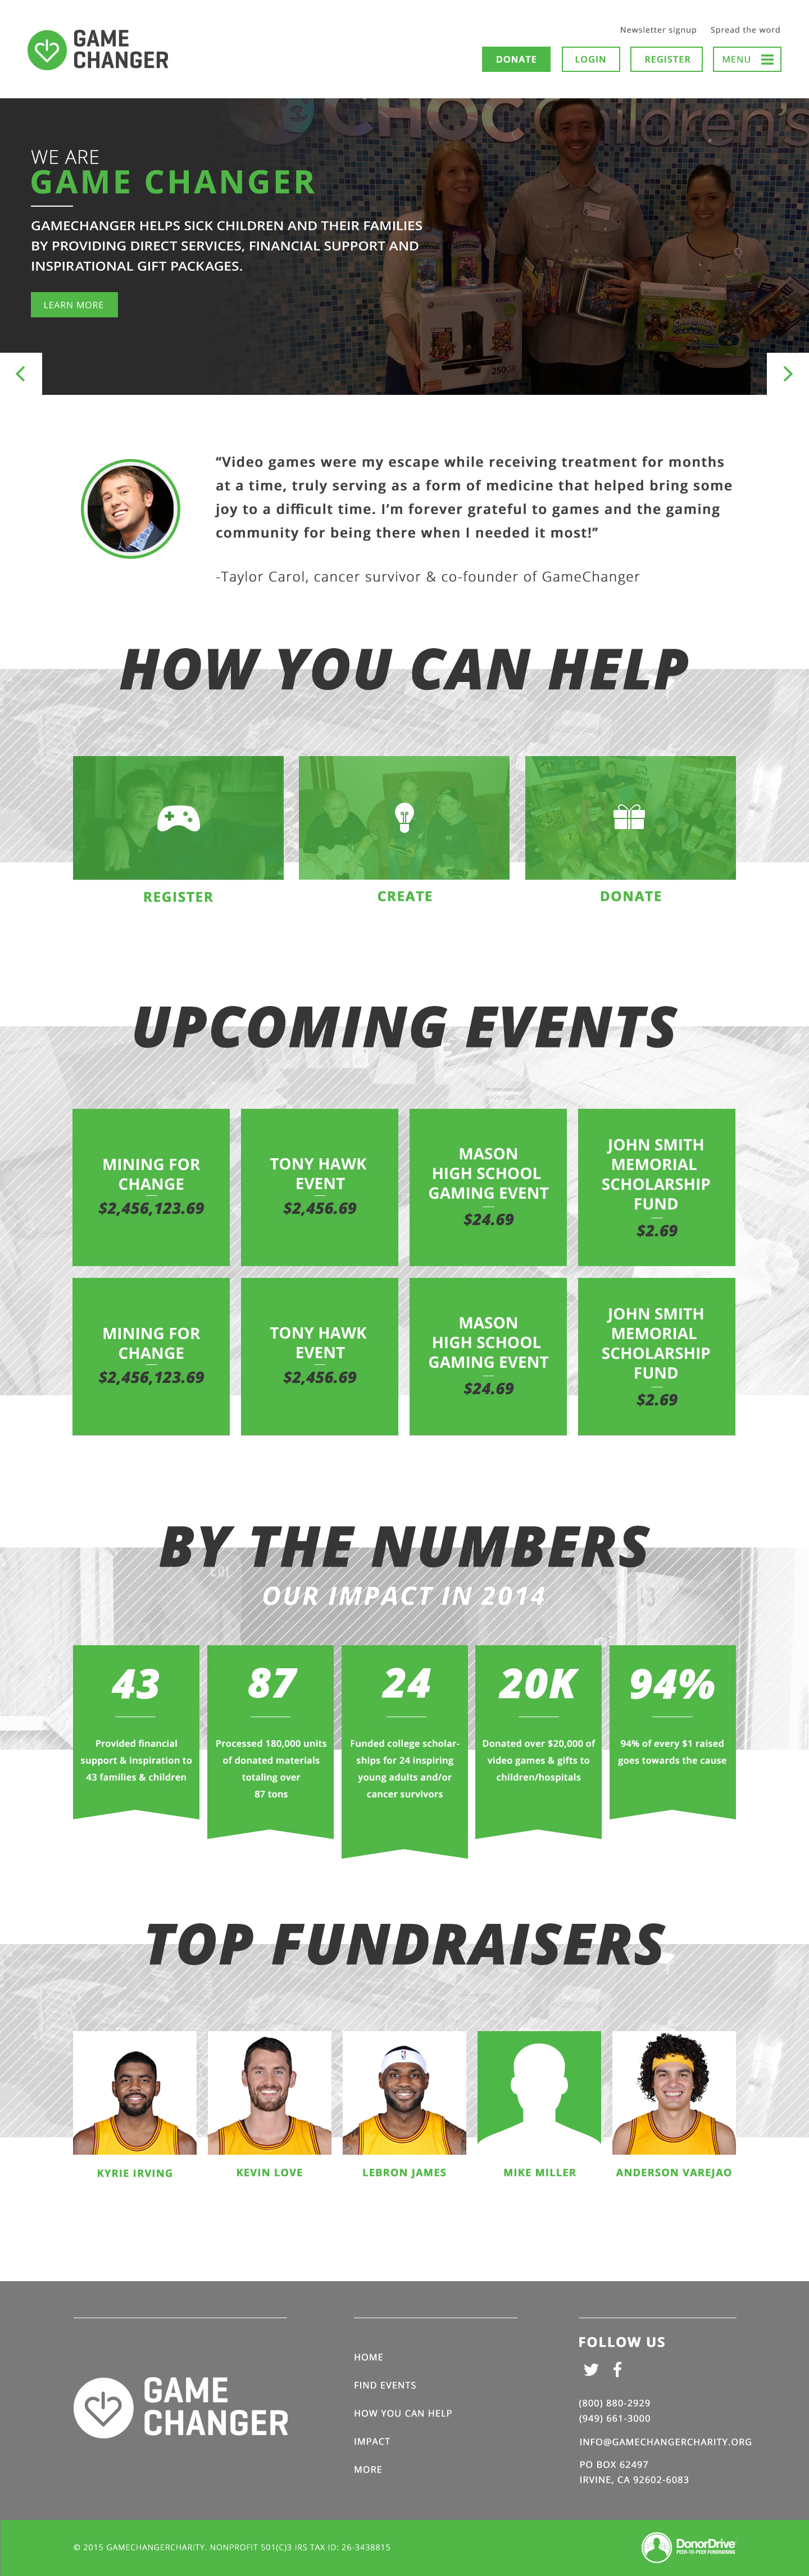 GAME
CHANGER
Newsletter signup Spread the word
DONATE LOGIN REGISTER MENU
CHOC Children's
WE ARE
GAME CHANGER
GAMECHANGER HELPS SICK CHILDREN AND THEIR FAMILIES
BY PROVIDING DIRECT SERVICES, FINANCIAL SUPPORT AND
INSPIRATIONAL GIFT PACKAGES.
LEARN MORE
KINECT
250GB
“Video games were my escape while receiving treatment for months
at a time, truly serving as a form of medicine that helped bring some
joy to a difficult time. I’m forever grateful to games and the gaming
community for being there when I needed it most!”
-Taylor Carol, cancer survivor & co-founder of GameChanger
HOW YOU CAN HELP
REGISTER
CREATE
DONATE
UPCOMING EVENTS
MINING FOR
CHANGE
$2,456,123.69
TONY HAWK
EVENT
$2,456.69
MASON
HIGH SCHOOL
GAMING EVENT
$24.69
JOHN SMITH
MEMORIAL
SCHOLARSHIP
FUND
$2.69
MINING FOR
CHANGE
$2,456,123.69
TONY HAWK
EVENT
$2,456.69
MASON
HIGH SCHOOL
GAMING EVENT
$24.69
JOHN SMITH
MEMORIAL
SCHOLARSHIP
FUND
$2.69
BY THE NUMBERS
OUR IMPACT IN 2014
43
Provided financial
support & inspiration to
43 families & children
87
Processed 180,000 units
of donated materials
totaling over
87 tons
24
Funded college scholar-
ships for 24 inspiring
young adults and/or
cancer survivors
20K
Donated over $20,000 of
video games & gifts to
children/hospitals
94%
94% of every $1 raised
goes towards the cause
TOP FUNDRAISERS
KYRIE IRVING
KEVIN LOVE
LEBRON JAMES
MIKE MILLER
ANDERSON VAREJAO
GAME
CHANGER
HOME
FIND EVENTS
HOW YOU CAN HELP
IMPACT
MORE
FOLLOW US
(800) 880-2929
(949) 661-3000
INFO@GAMECHANGERCHARITY.ORG
PO BOX 62497
IRVINE, CA 92602-6083
© 2015 GAMECHANGERCHARITY. NONPROFIT 501(C)3 IRS TAX ID: 26-3438815
DonorDrive
PEER-TO-PEER FUNDRAISING